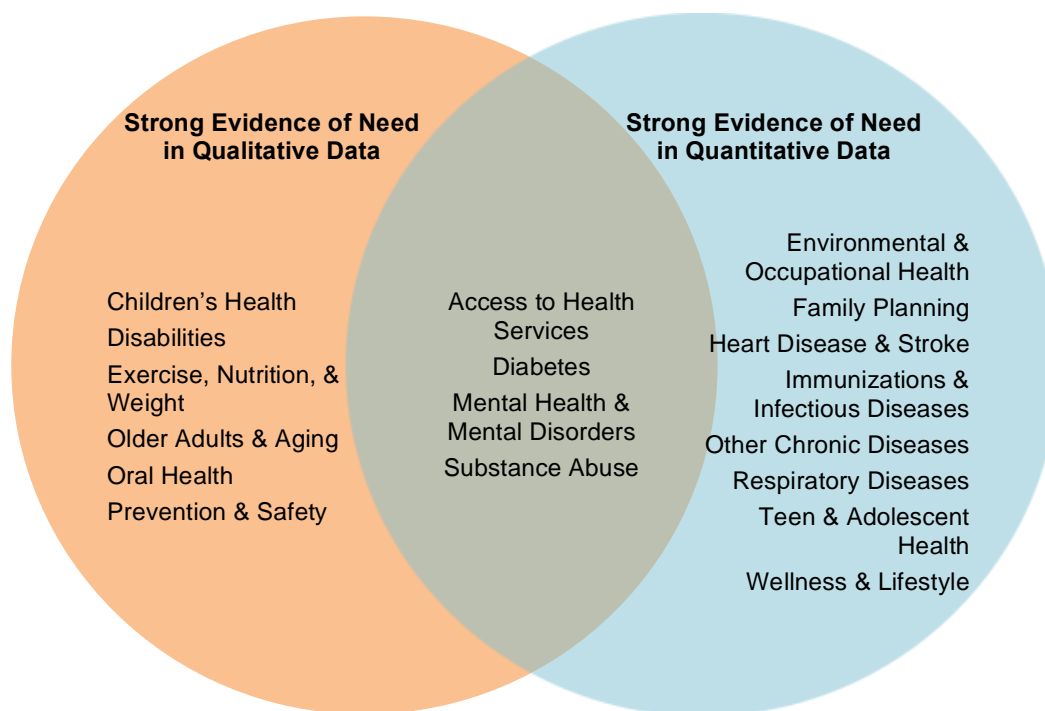 Strong Evidence of Need
in Qualitative Data
Children’s Health
Disabilities
Exercise, Nutrition, &
Weight
Older Adults & Aging
Oral Health
Prevention & Safety
Access to Health
Services
Diabetes
Mental Health &
Mental Disorders
Substance Abuse
Strong Evidence of Need
in Quantitative Data
Environmental &
Occupational Health
Family Planning
Heart Disease & Stroke
Immunizations &
Infectious Diseases
Other Chronic Diseases
Respiratory Diseases
Teen & Adolescent
Health
Wellness & Lifestyle